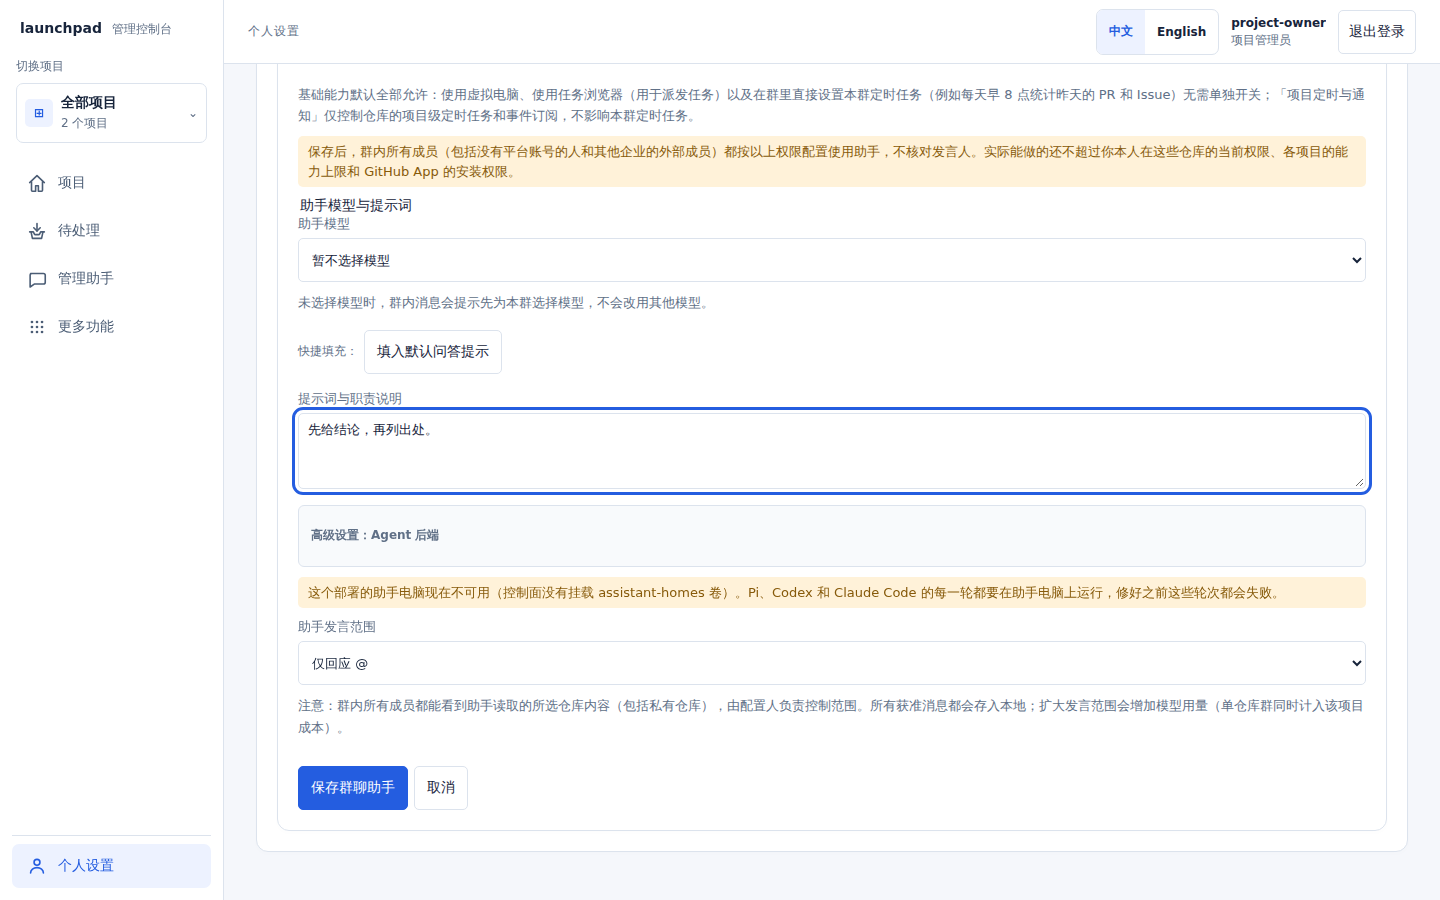 launchpad 管理控制台
切换项目
全部项目
2 个项目
项目
待处理
管理助手
更多功能
个人设置
个人设置
中文 English
project-owner
项目管理员
退出登录
基础能力默认全部允许：使用虚拟电脑、使用任务浏览器（用于派发任务）以及在群里直接设置本群定时任务（例如每天早 8 点统计昨天的 PR 和 Issue）无需单独开关；「项目定时与通
知」仅控制仓库的项目级定时任务和事件订阅，不影响本群定时任务。
保存后，群内所有成员（包括没有平台账号的人和其他企业的外部成员）都按以上权限配置使用助手，不核对发言人。实际能做的还不超过你本人在这些仓库的当前权限、各项目的能
力上限和 GitHub App 的安装权限。
助手模型与提示词
助手模型
暂不选择模型
未选择模型时，群内消息会提示先为本群选择模型，不会改用其他模型。
快捷填充： 填入默认问答提示
提示词与职责说明
先给结论，再列出处。
高级设置：Agent 后端
这个部署的助手电脑现在不可用（控制面没有挂载 assistant-homes 卷）。Pi、Codex 和 Claude Code 的每一轮都要在助手电脑上运行，修好之前这些轮次都会失败。
助手发言范围
仅回应 @
注意：群内所有成员都能看到助手读取的所选仓库内容（包括私有仓库），由配置人负责控制范围。所有获准消息都会存入本地；扩大发言范围会增加模型用量（单仓库群同时计入该项目
成本）。
保存群聊助手 取消